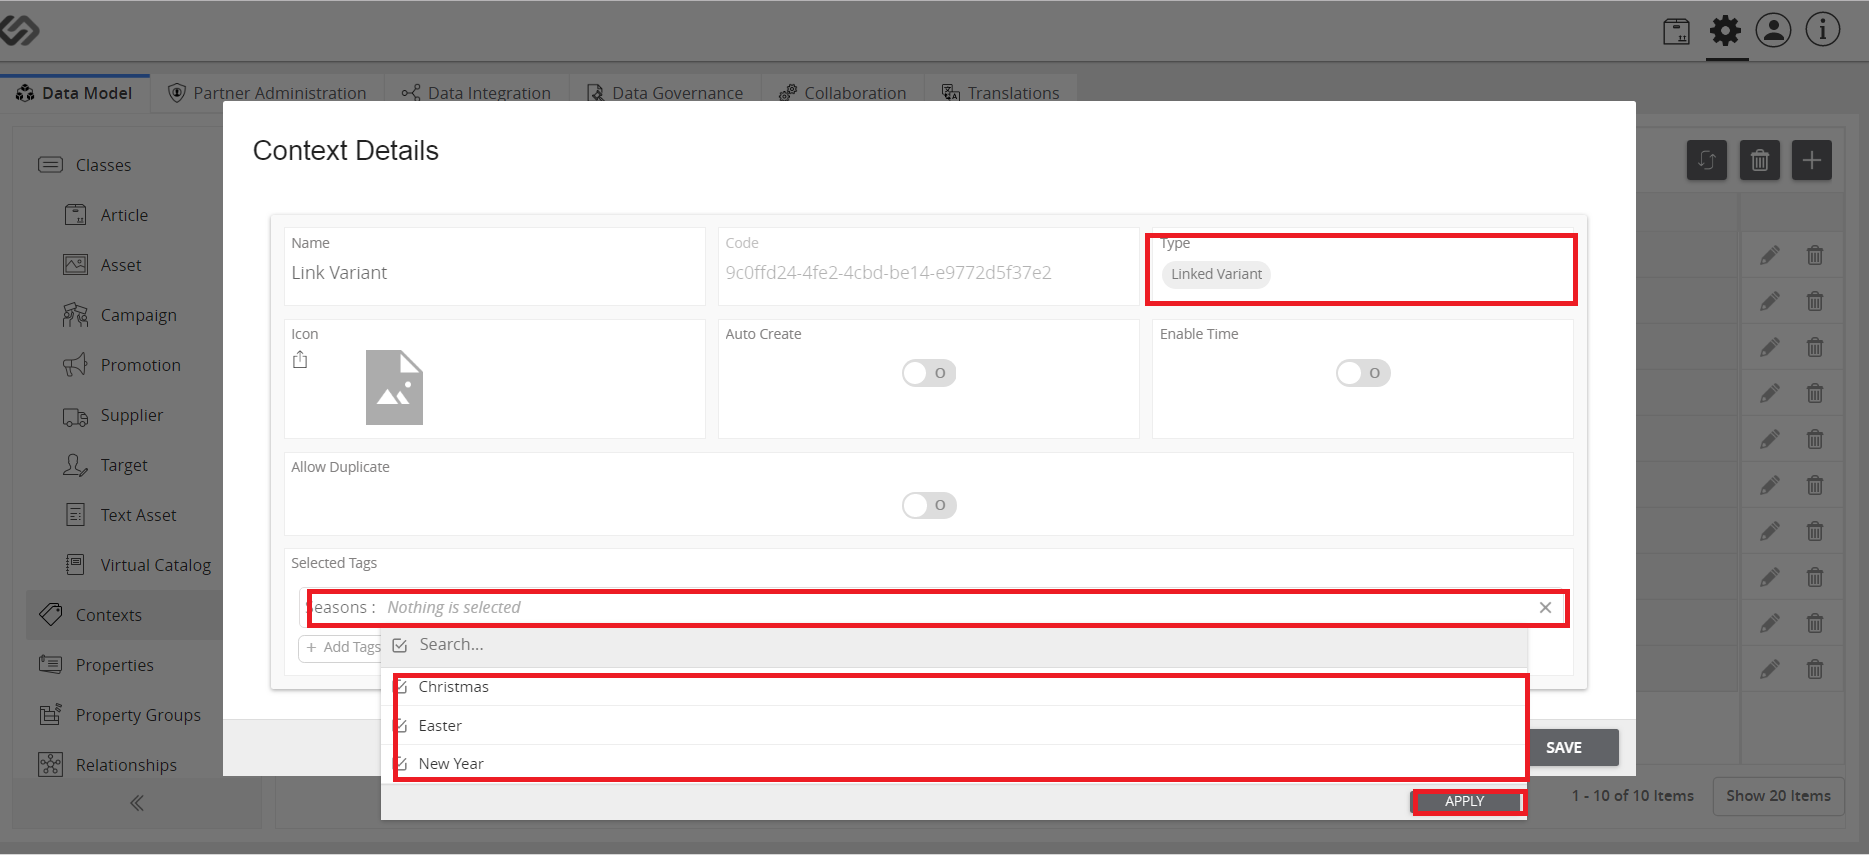 Data Model
Partner Administration
Data Integration
Data Governance
Collaboration
Translations
Classes
Article
Asset
Campaign
Promotion
Supplier
Target
Text Asset
Virtual Catalog
Contexts
Properties
Property Groups
Relationships
Context Details
Name
Link Variant
Code
9c0ffd24-4fe2-4cbd-be14-e9772d5f37e2
Type
Linked Variant
Icon
Auto Create
O
Enable Time
O
Allow Duplicate
O
Selected Tags
Seasons : Nothing is selected
+ Add Tags
Search...
Christmas
Easter
New Year
APPLY
SAVE
1 - 10 of 10 Items
Show 20 Items